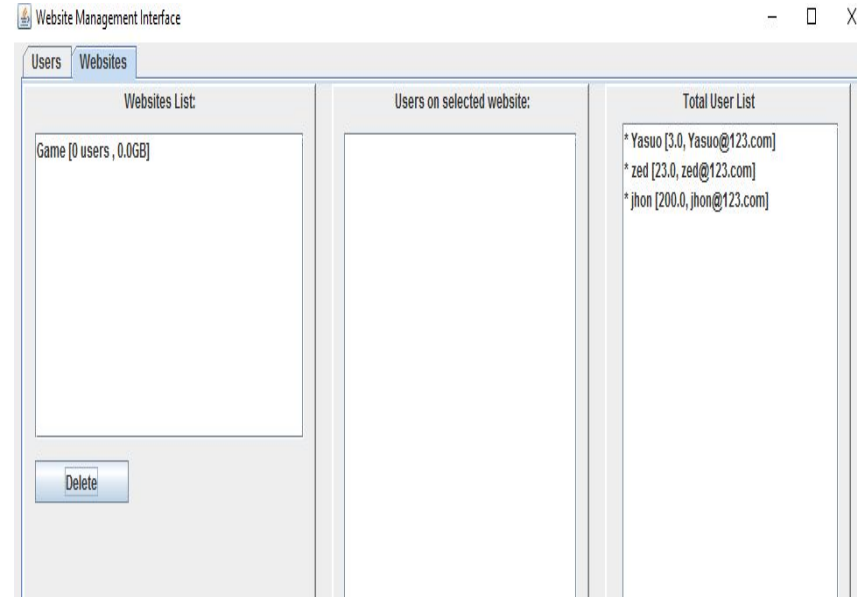 Website Management Interface
Users Websites
Websites List:
Game [0 users , 0.0GB]
Delete
Users on selected website:
Total User List
* Yasuo [3.0, Yasuo@123.com]
* zed [23.0, zed@123.com]
* jhon [200.0, jhon@123.com]